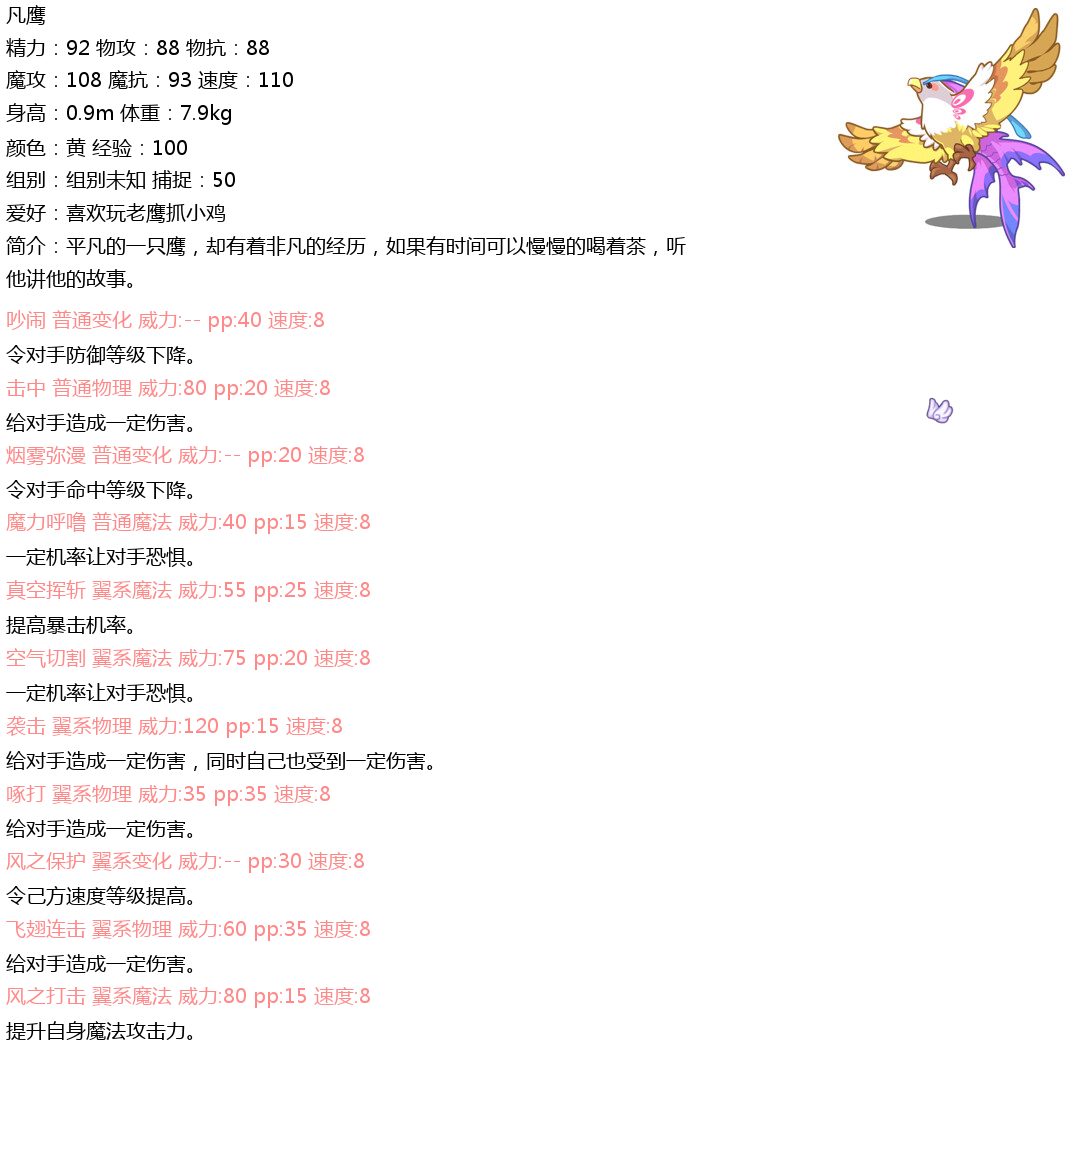 凡鹰
精力：92 物攻：88 物抗：88
魔攻：108 魔抗：93 速度：110
身高：0.9m 体重：7.9kg
颜色：黄 经验：100
组别：组别未知 捕捉：50
爱好：喜欢玩老鹰抓小鸡
简介：平凡的一只鹰，却有着非凡的经历，如果有时间可以慢慢的喝着茶，听
他讲他的故事。
吵闹 普通变化 威力:-- pp:40 速度:8
令对手防御等级下降。
击中 普通物理 威力:80 pp:20 速度:8
给对手造成一定伤害。
烟雾弥漫 普通变化 威力:-- pp:20 速度:8
令对手命中等级下降。
魔力呼噜 普通魔法 威力:40 pp:15 速度:8
一定机率让对手恐惧。
真空挥斩 翼系魔法 威力:55 pp:25 速度:8
提高暴击机率。
空气切割 翼系魔法 威力:75 pp:20 速度:8
一定机率让对手恐惧。
袭击 翼系物理 威力:120 pp:15 速度:8
给对手造成一定伤害，同时自己也受到一定伤害。
啄打 翼系物理 威力:35 pp:35 速度:8
给对手造成一定伤害。
风之保护 翼系变化 威力:-- pp:30 速度:8
令己方速度等级提高。
飞翅连击 翼系物理 威力:60 pp:35 速度:8
给对手造成一定伤害。
风之打击 翼系魔法 威力:80 pp:15 速度:8
提升自身魔法攻击力。